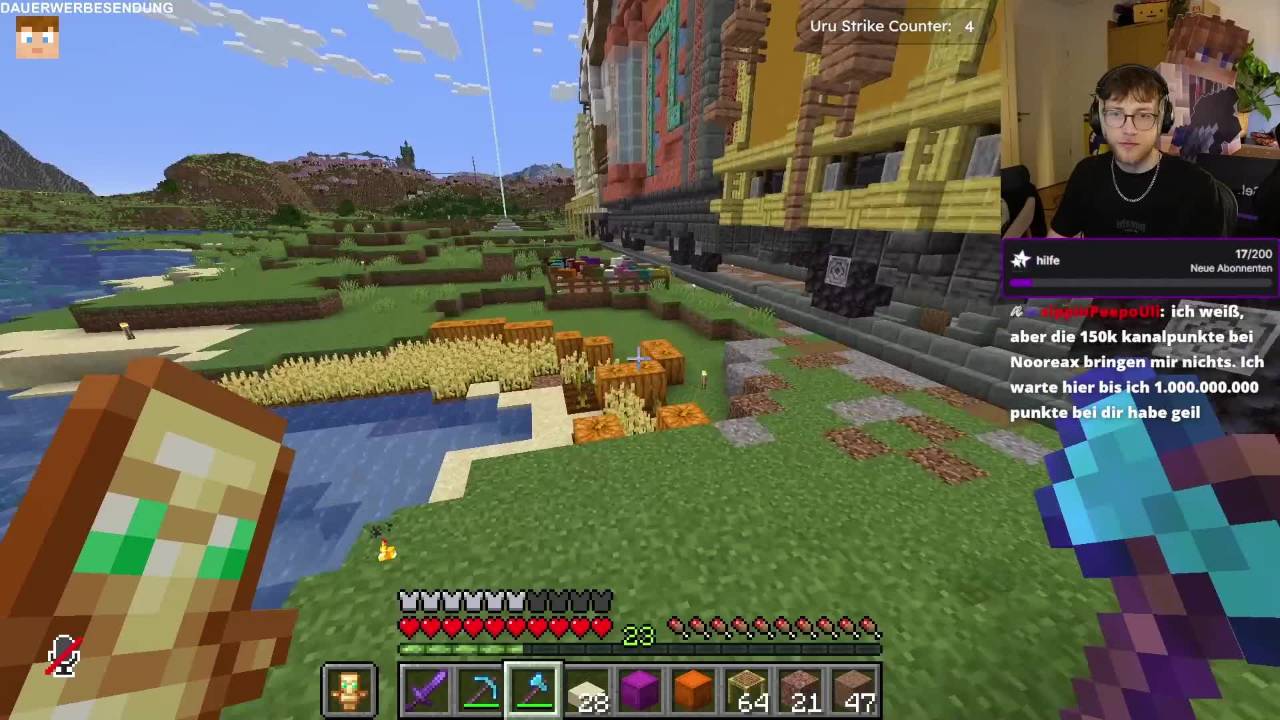 DAUERWERBESENDUNG
Uru Strike Counter: 4
hilfe
17/200
Neue Abonnenten
sippinPeepoUli: ich weiß,
aber die 150k kanalpunkte bei
Nooreax bringen mir nichts. Ich
warte hier bis ich 1.000.000.000
punkte bei dir habe geil
23
28
64
21
47